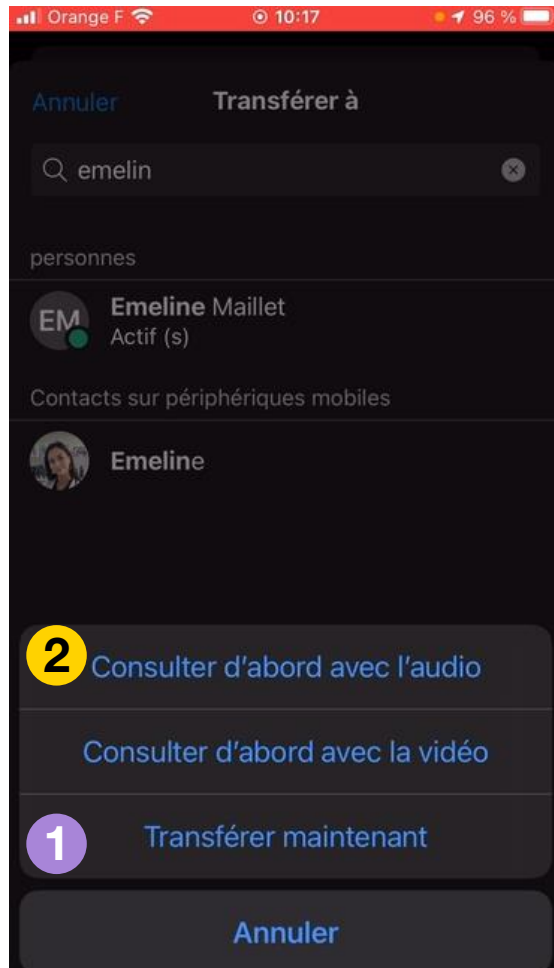 Orange F 10:17 96 %
Annuler Transférer à
emelin
personnes
EM Emeline Maillet
Actif (s)
Contacts sur périphériques mobiles
Emeline
2 Consulter d'abord avec l'audio
Consulter d'abord avec la vidéo
1 Transférer maintenant
Annuler